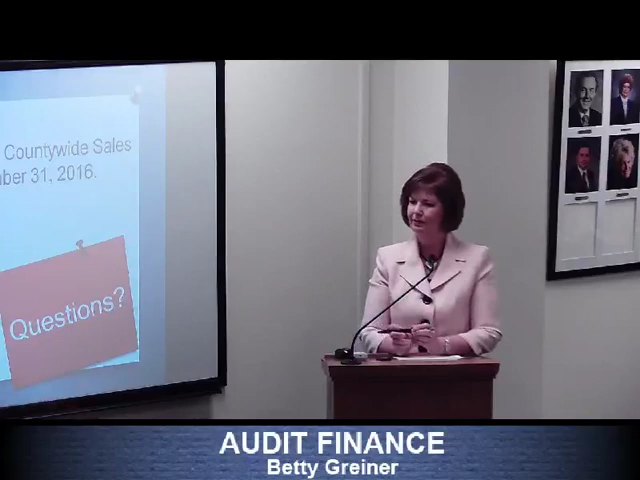 Countywide Sales
ber 31, 2016.
Questions?
AUDIT FINANCE
Betty Greiner